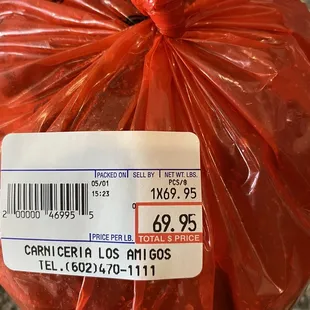 PACKED ON SELL BY NET WT. LBS.
05/01 PCS/@
15:23 1X69.95
0
2 00000 46995 5
69.95
PRICE PER LB. TOTAL $ PRICE
CARNICERIA LOS AMIGOS
TEL.(602)470-1111